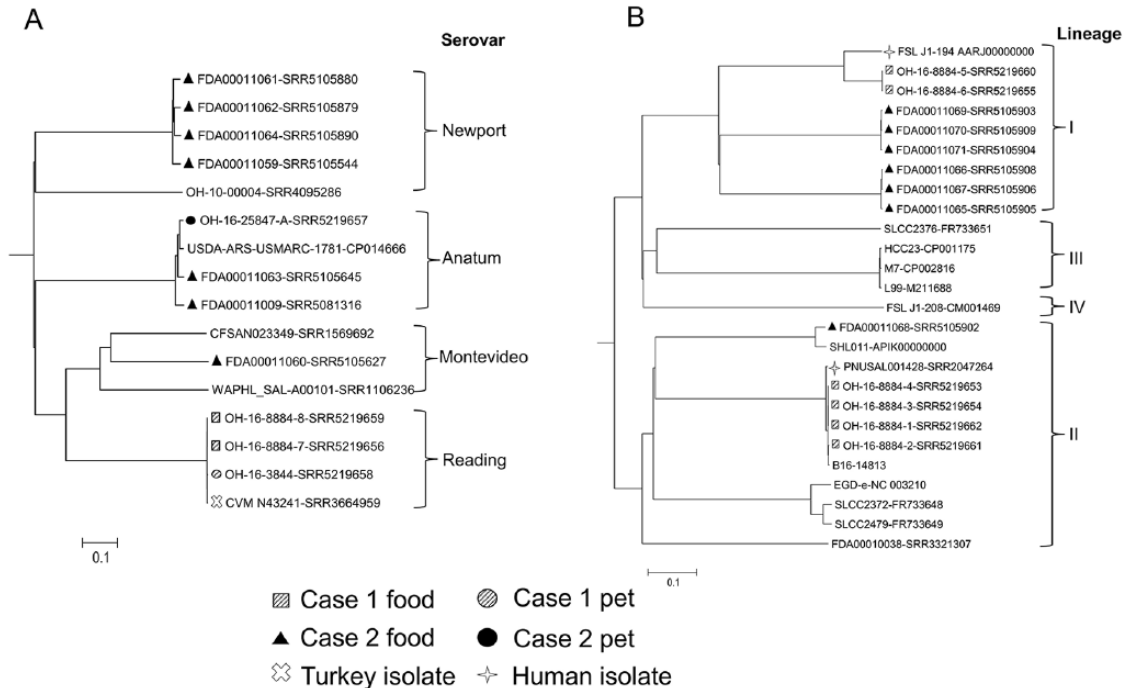 A
Serovar
FDA00011061-SRR5105880
FDA00011062-SRR5105879
FDA00011064-SRR5105890
FDA00011059-SRR5105544
OH-10-00004-SRR4095286
Newport
OH-16-25847-A-SRR5219657
USDA-ARS-USMARC-1781-CP014666
FDA00011063-SRR5105645
FDA00011009-SRR5081316
Anatum
CFSAN023349-SRR1569692
FDA00011060-SRR5105627
WAPHL_SAL-A00101-SRR1106236
Montevideo
OH-16-8884-8-SRR5219659
OH-16-8884-7-SRR5219656
OH-16-3844-SRR5219658
CVM N43241-SRR3664959
Reading
0.1
B
Lineage
FSL J1-194 AARJ00000000
OH-16-8884-5-SRR5219660
OH-16-8884-6-SRR5219655
FDA00011069-SRR5105903
FDA00011070-SRR5105909
FDA00011071-SRR5105904
FDA00011066-SRR5105908
FDA00011067-SRR5105906
FDA00011065-SRR5105905
I
SLCC2376-FR733651
HCC23-CP001175
M7-CP002816
L99-M211688
III
FSL J1-208-CM001469
IV
FDA00011068-SRR5105902
SHL011-APIK00000000
PNUSAL001428-SRR2047264
OH-16-8884-4-SRR5219653
OH-16-8884-3-SRR5219654
OH-16-8884-1-SRR5219662
OH-16-8884-2-SRR5219661
B16-14813
EGD-e-NC 003210
SLCC2372-FR733648
SLCC2479-FR733649
FDA00010038-SRR3321307
II
0.1
Case 1 food
Case 1 pet
Case 2 food
Case 2 pet
Turkey isolate
Human isolate